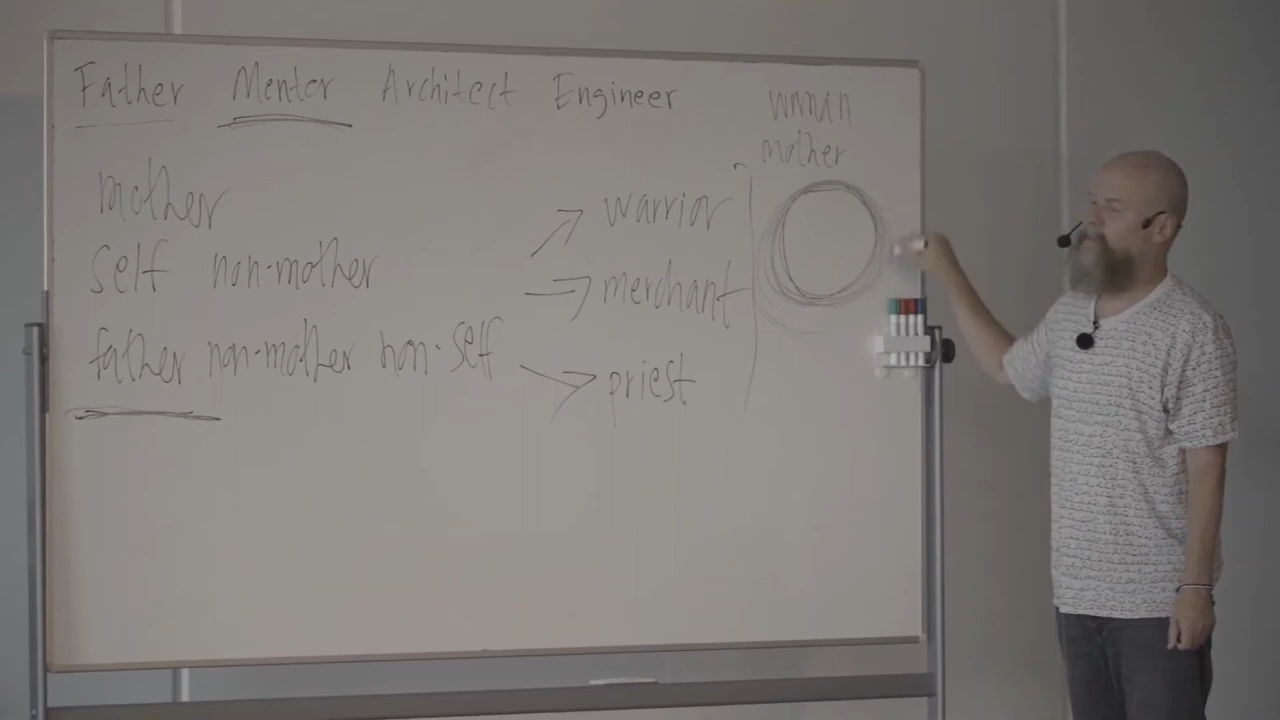 Father Mentor Architect Engineer
woman
mother
mother
self non-mother
father non-mother non-self
warrior
merchant
priest